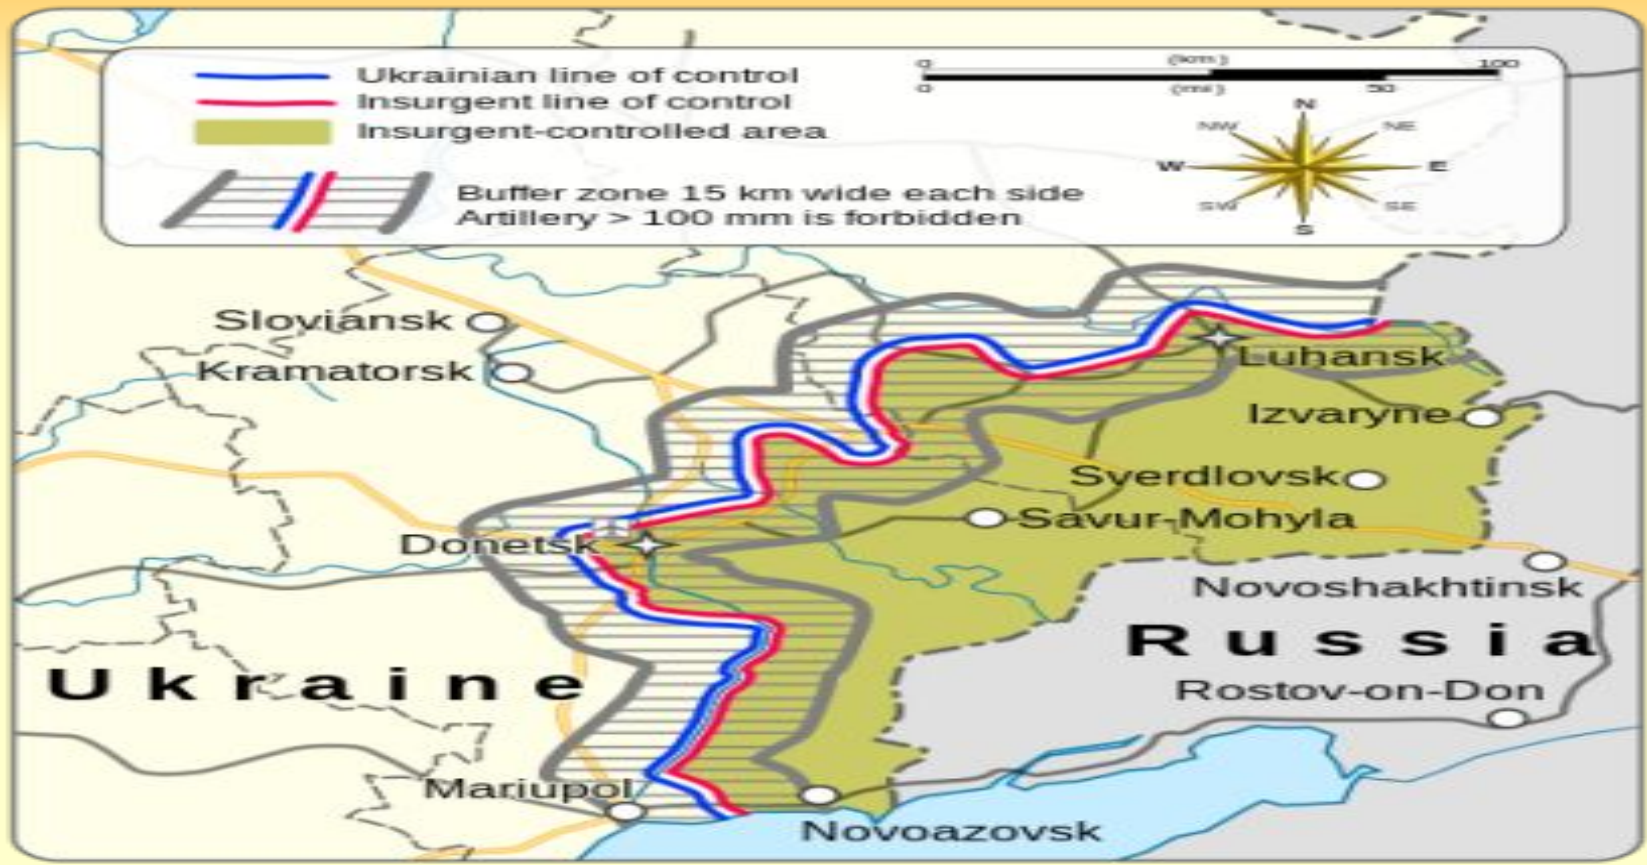 Ukrainian line of control
Insurgent line of control
Insurgent-controlled area
Buffer zone 15 km wide each side
Artillery > 100 mm is forbidden
0 (km) 100
0 (mi) 50
N
NW NE
W E
SW SE
S
Sloviansk
Kramatorsk
Luhansk
Izvaryne
Sverdlovsk
Savur-Mohyla
Donetsk
Novoshakhtinsk
Russia
Ukraine
Rostov-on-Don
Mariupol
Novoazovsk